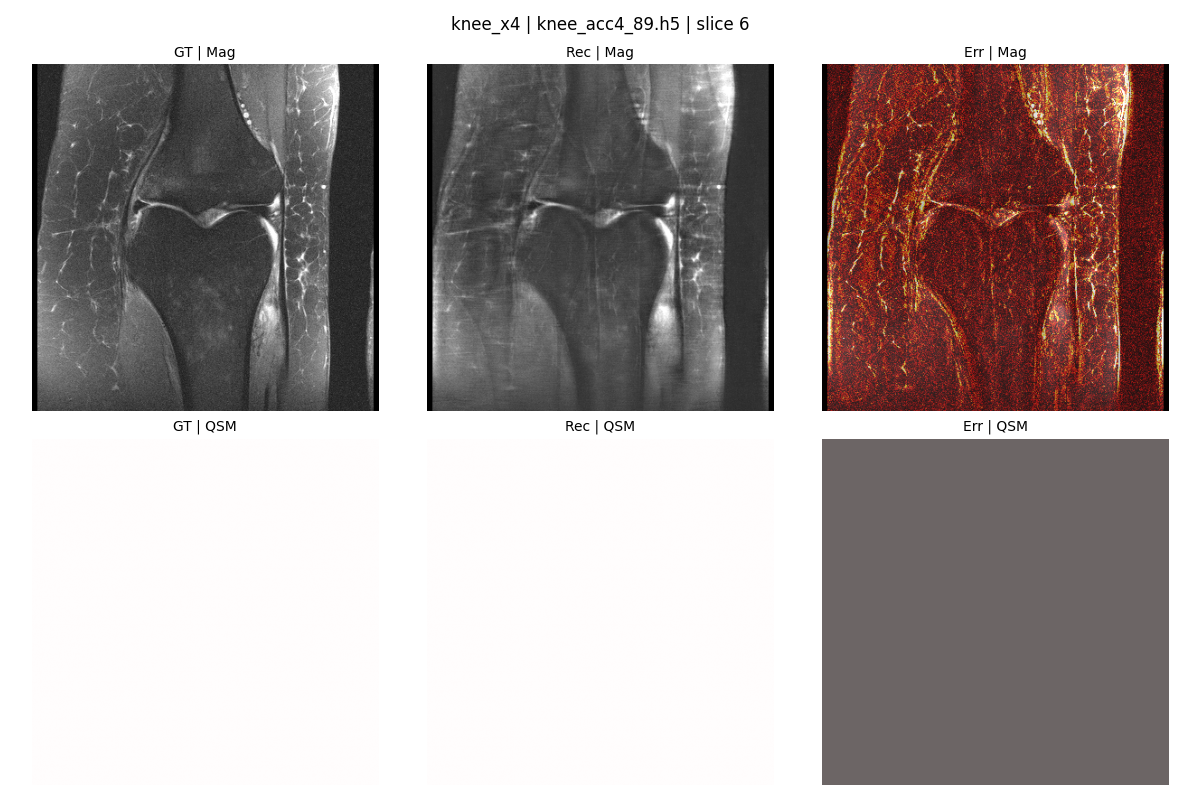 knee_x4 | knee_acc4_89.h5 | slice 6
GT | Mag
Rec | Mag
Err | Mag
GT | QSM
Rec | QSM
Err | QSM